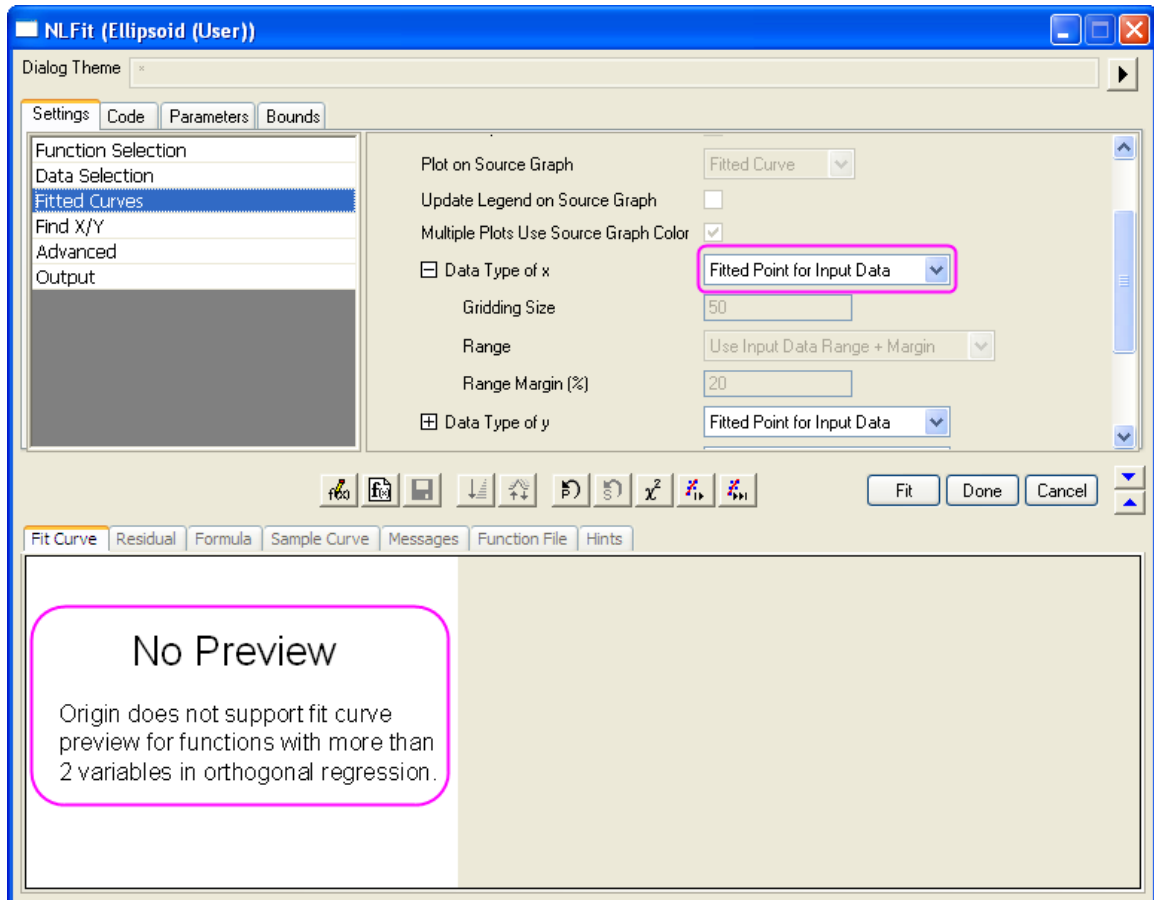 NLFit (Ellipsoid (User))
Dialog Theme
Settings Code Parameters Bounds
Function Selection
Data Selection
Fitted Curves
Find X/Y
Advanced
Output
Plot on Source Graph Fitted Curve
Update Legend on Source Graph
Multiple Plots Use Source Graph Color
Data Type of x Fitted Point for Input Data
Gridding Size 50
Range Use Input Data Range + Margin
Range Margin (%) 20
Data Type of y Fitted Point for Input Data
Fit Done Cancel
Fit Curve Residual Formula Sample Curve Messages Function File Hints
No Preview
Origin does not support fit curve
preview for functions with more than
2 variables in orthogonal regression.